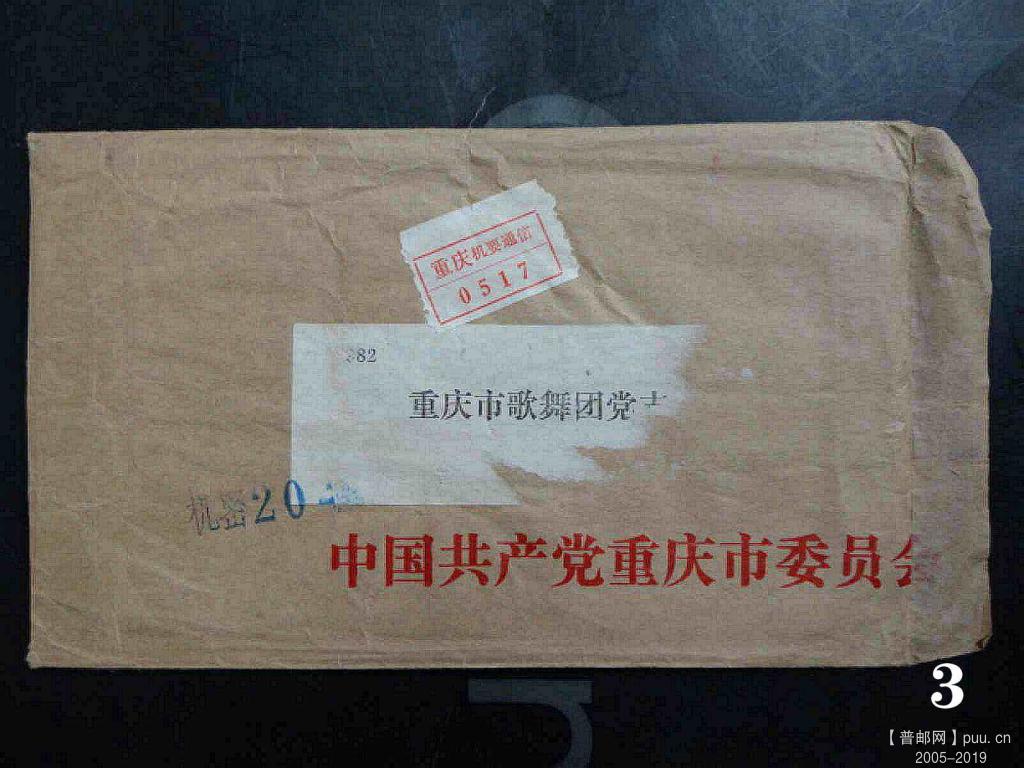 重庆机要通信
0517
382
重庆市歌舞团党
机密20
中国共产党重庆市委员会
3
【普邮网】puu.cn
2005-2019